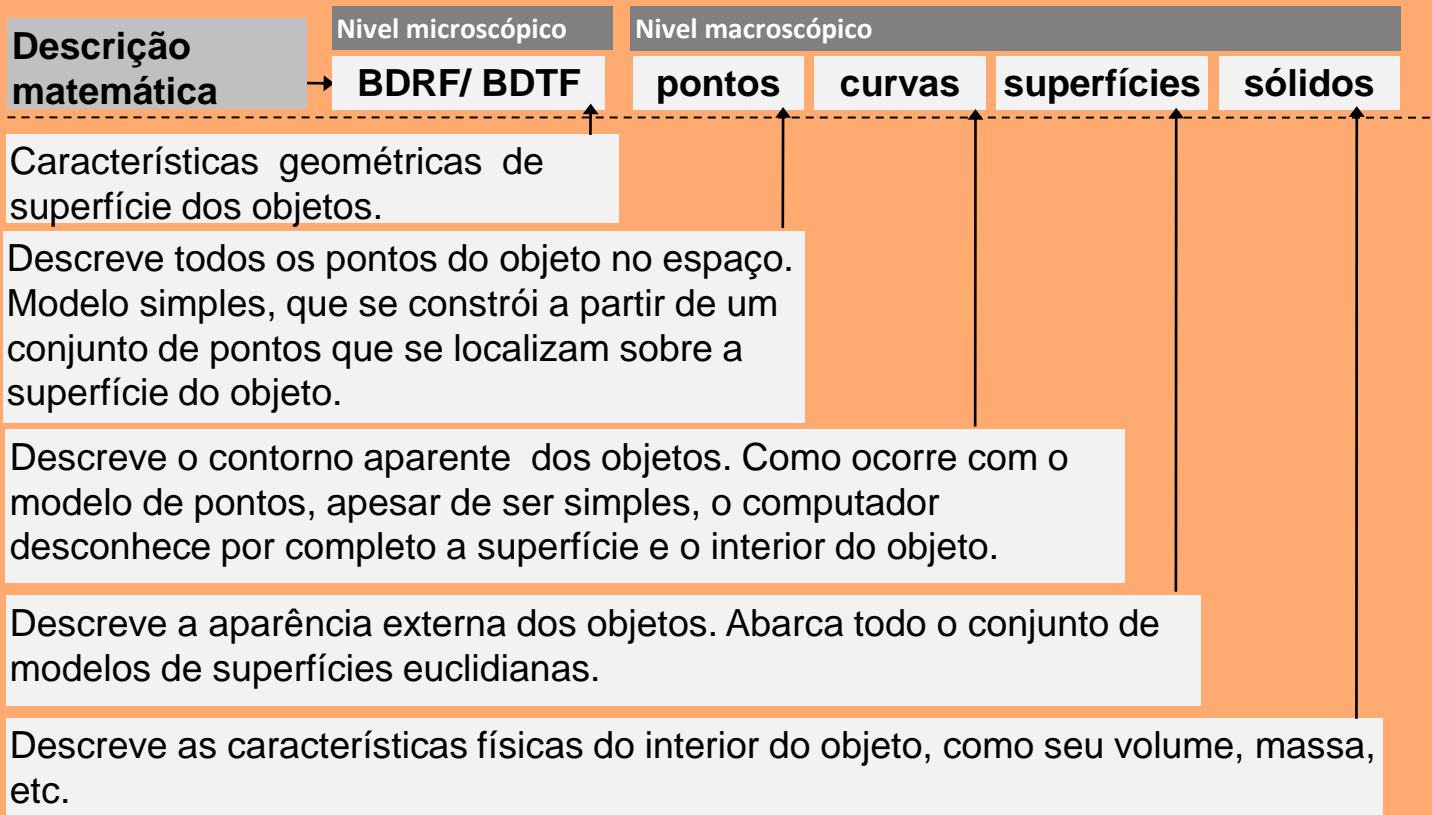 Descrição
matemática
Nivel microscópico
Nivel macroscópico
BDRF/ BDTF
pontos
curvas
superfícies
sólidos
Características geométricas de
superfície dos objetos.
Descreve todos os pontos do objeto no espaço.
Modelo simples, que se constrói a partir de um
conjunto de pontos que se localizam sobre a
superfície do objeto.
Descreve o contorno aparente dos objetos. Como ocorre com o
modelo de pontos, apesar de ser simples, o computador
desconhece por completo a superfície e o interior do objeto.
Descreve a aparência externa dos objetos. Abarca todo o conjunto de
modelos de superfícies euclidianas.
Descreve as características físicas do interior do objeto, como seu volume, massa,
etc.